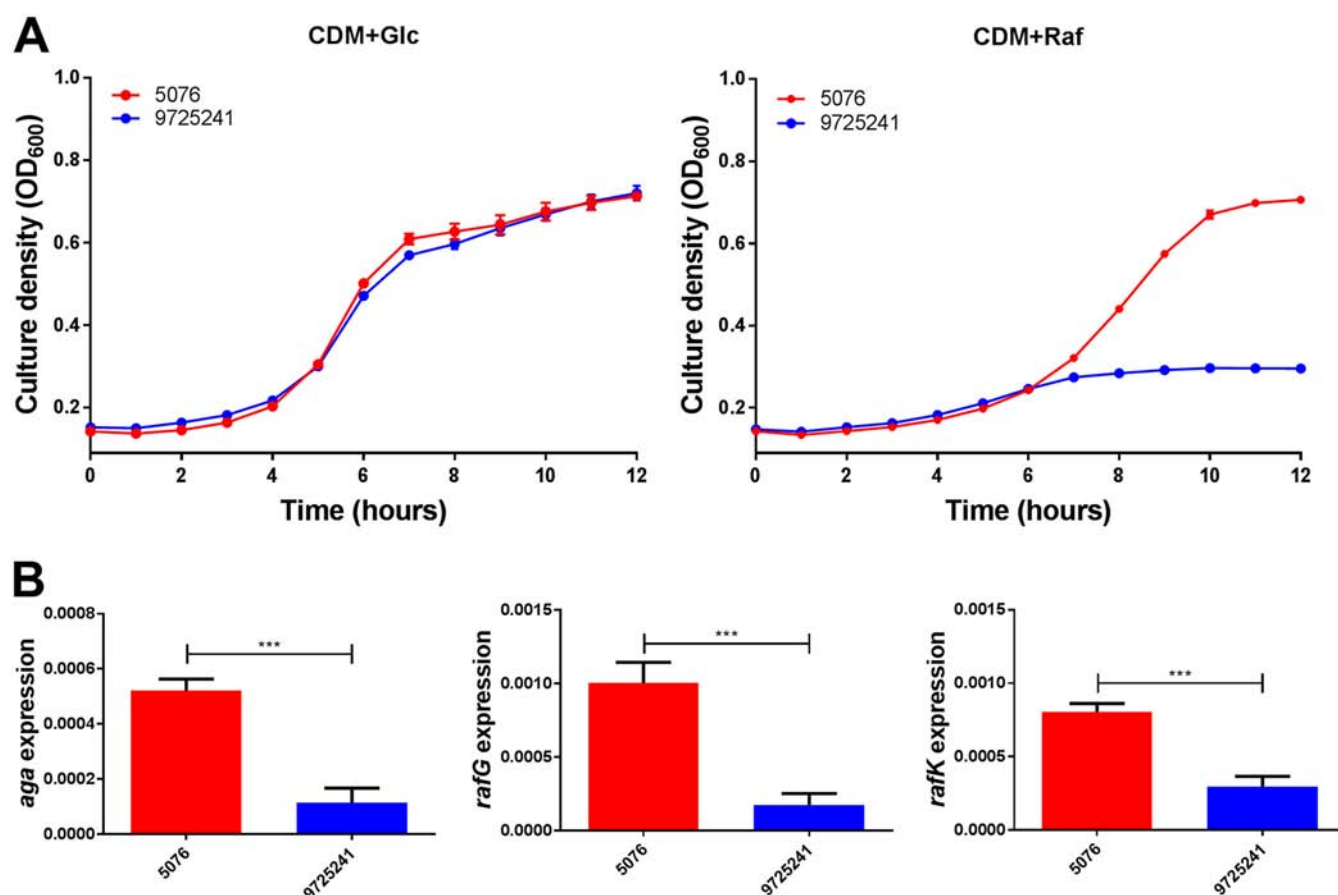 A
CDM+Glc
CDM+Raf
5076
9725241
1.0
0.8
0.6
0.4
0.2
Culture density (OD600)
0 2 4 6 8 10 12
Time (hours)
5076
9725241
1.0
0.8
0.6
0.4
0.2
Culture density (OD600)
0 2 4 6 8 10 12
Time (hours)
B
0.0008
0.0006
0.0004
0.0002
0.0000
aga expression
***
5076
9725241
0.0015
0.0010
0.0005
0.0000
rafG expression
***
5076
9725241
0.0015
0.0010
0.0005
0.0000
rafK expression
***
5076
9725241